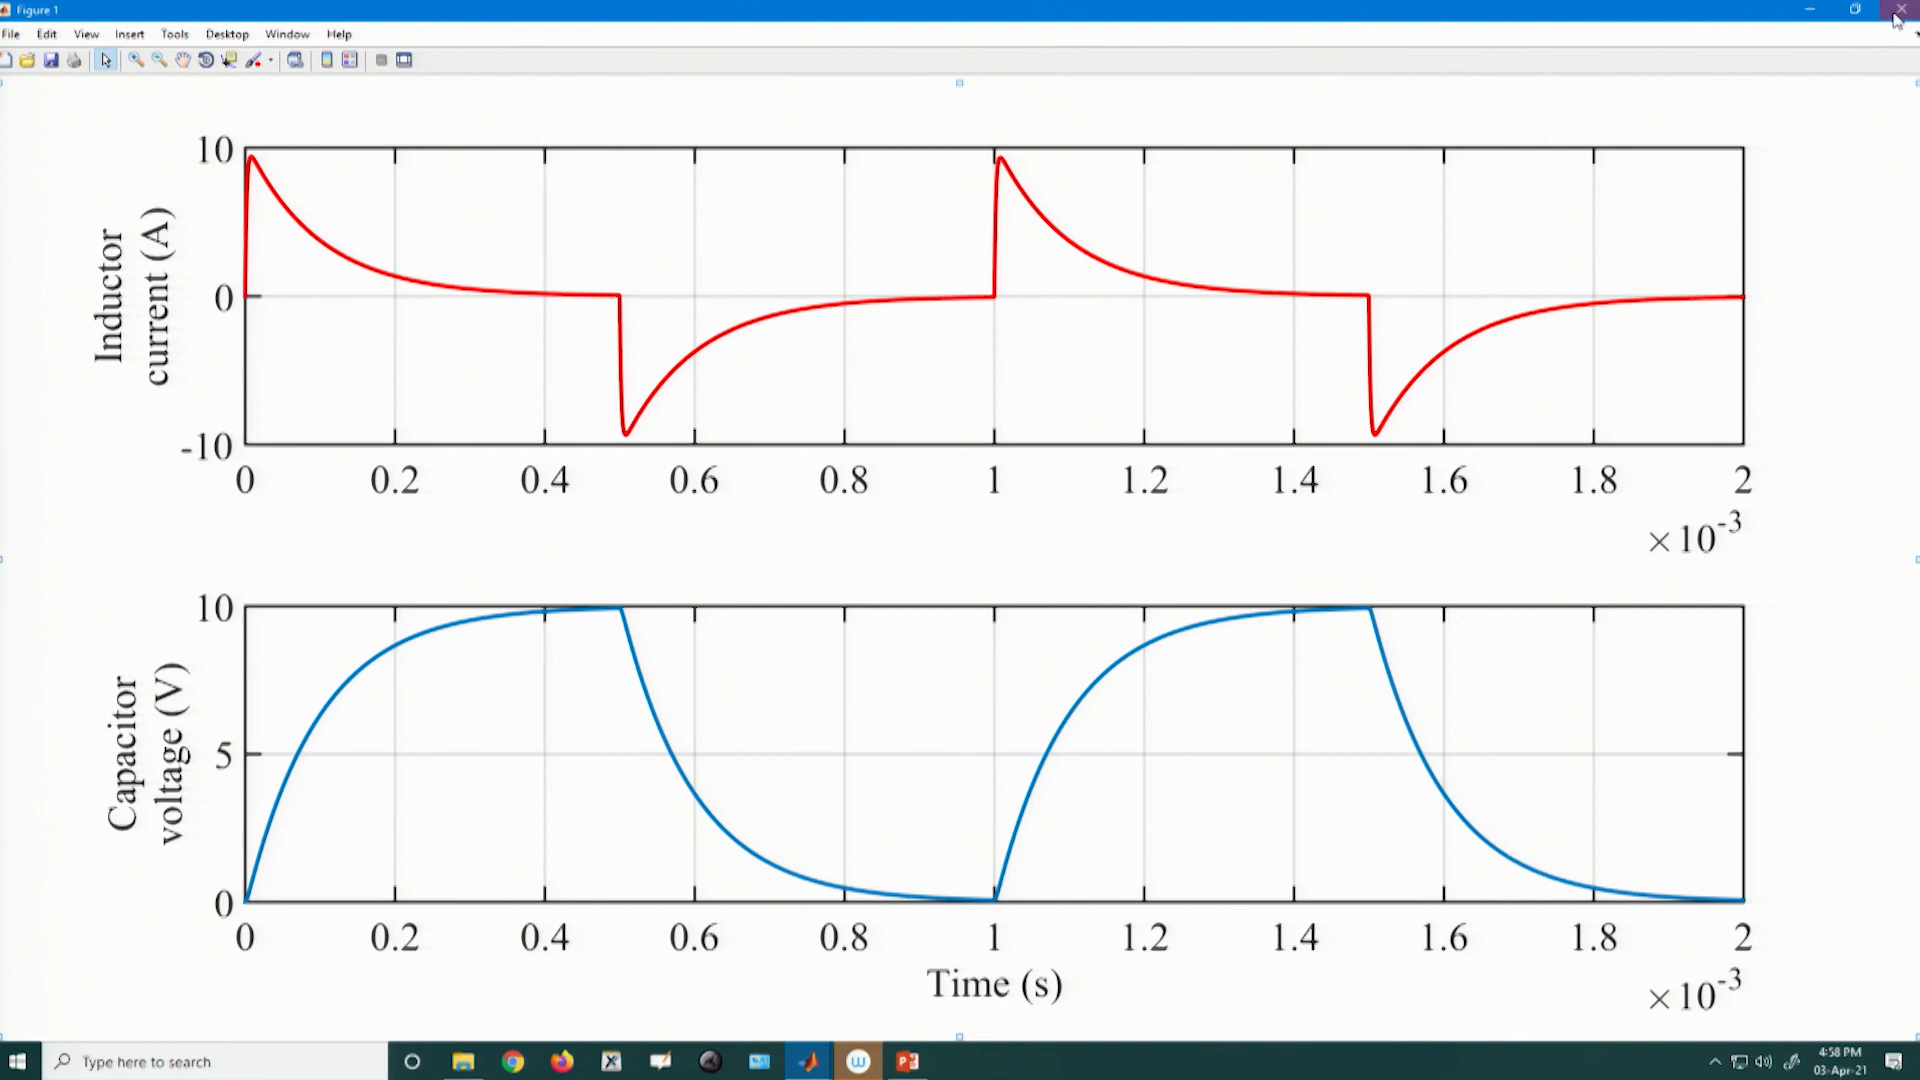 Figure 1
File Edit View Insert Tools Desktop Window Help
10
0
-10
Inductor
current (A)
0 0.2 0.4 0.6 0.8 1 1.2 1.4 1.6 1.8 2
×10-3
10
5
0
Capacitor
voltage (V)
0 0.2 0.4 0.6 0.8 1 1.2 1.4 1.6 1.8 2
Time (s)
×10-3
Type here to search
4:58 PM
03-Apr-21